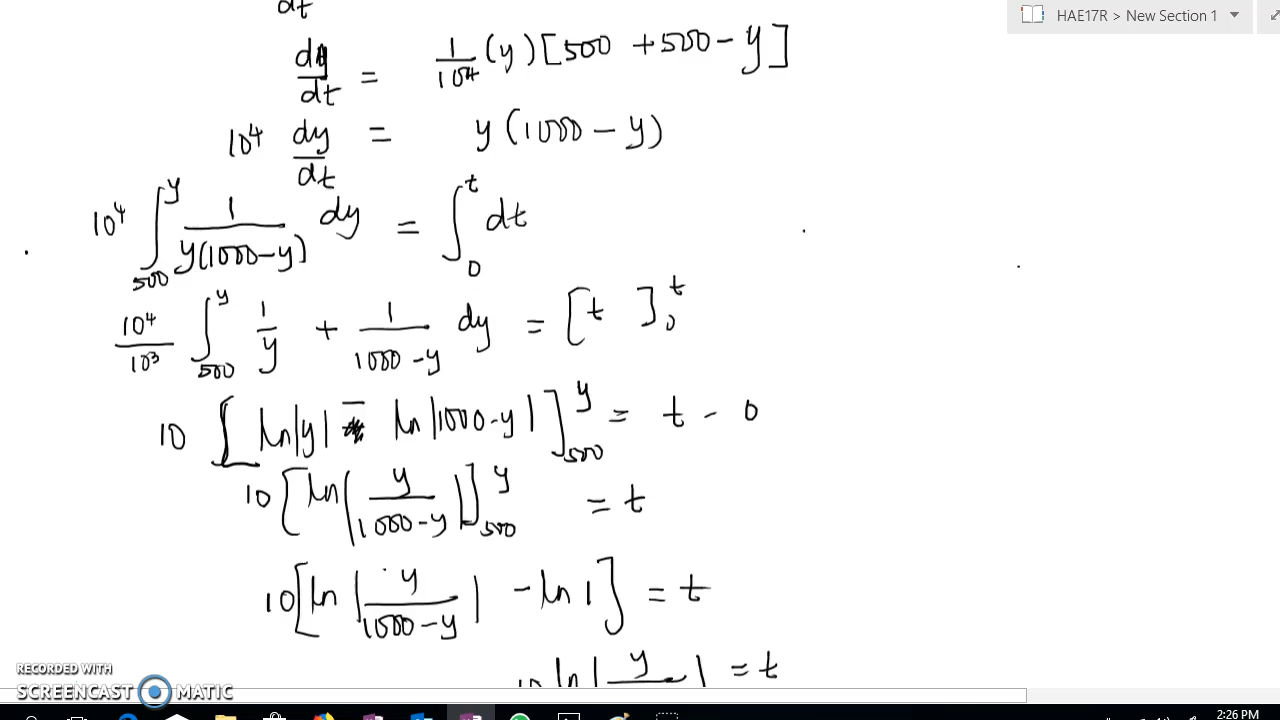 dt
HAE17R > New Section 1
dy/dt = 1/10⁴ (y) [500 + 500 - y]
10⁴ dy/dt = y (1000 - y)
10⁴ ∫₅₀₀^y 1/(y(1000-y)) dy = ∫₀^t dt
10⁴/10³ ∫₅₀₀^y 1/y + 1/(1000-y) dy = [t]₀^t
10 [ln|y| - ln|1000-y|]₅₀₀^y = t - 0
10 [ln|y/(1000-y)|]₅₀₀^y = t
10 [ln|y/(1000-y)| - ln 1] = t
ln|y = t
RECORDED WITH
SCREENCAST MATIC
2:26 PM